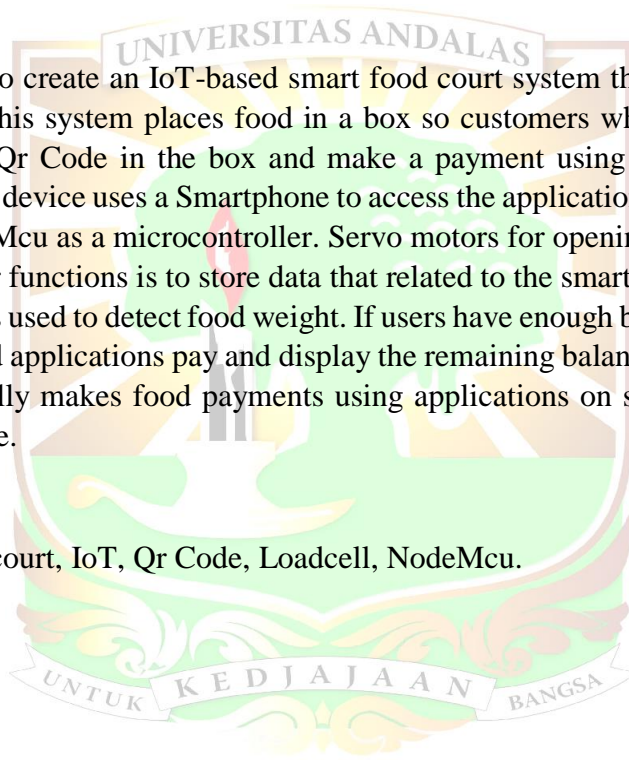 UNIVERSITAS ANDALAS
o create an IoT-based smart food court system th
his system places food in a box so customers wh
Qr Code in the box and make a payment using
device uses a Smartphone to access the application
Mcu as a microcontroller. Servo motors for openin
functions is to store data that related to the smart
used to detect food weight. If users have enough b
applications pay and display the remaining balan
lly makes food payments using applications on s
e.
court, IoT, Qr Code, Loadcell, NodeMcu.
UNTUK KEDJAJAAN BANGSA